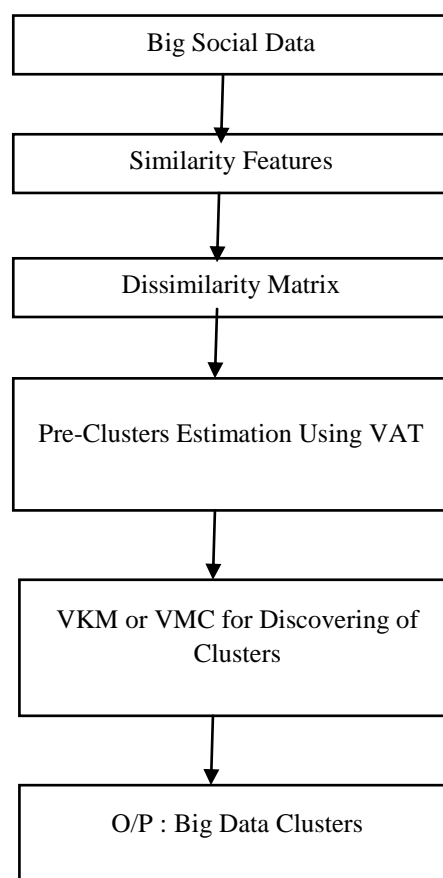 Big Social Data
Similarity Features
Dissimilarity Matrix
Pre-Clusters Estimation Using VAT
VKM or VMC for Discovering of
Clusters
O/P : Big Data Clusters